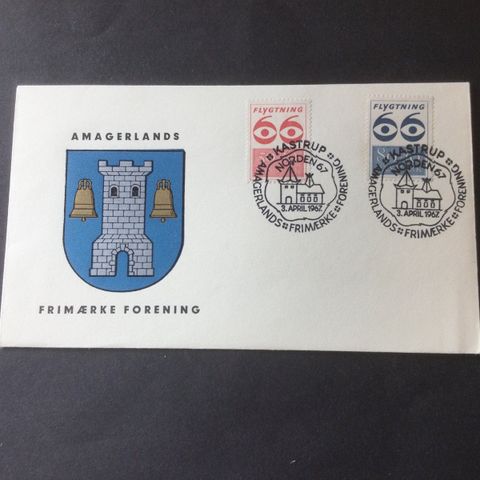 AMAGERLANDS
FRIMÆRKE FORENING
FLYGTNING
66
KASTRUP
NORDEN 67
3. APRIL 1967.
AMAGERLANDS FRIMÆRKE FORENING
FLYGTNING
66
KASTRUP
NORDEN 67
3. APRIL 1967.
AMAGERLANDS FRIMÆRKE FORENING